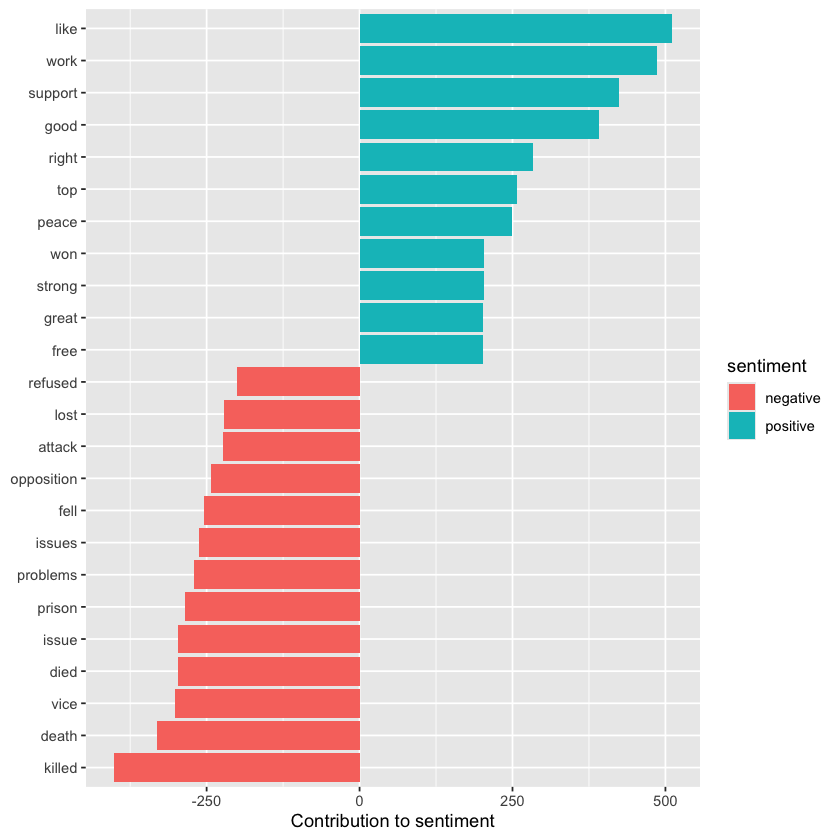 like
work
support
good
right
top
peace
won
strong
great
free
refused
lost
attack
opposition
fell
issues
problems
prison
issue
died
vice
death
killed
-250 0 250 500
Contribution to sentiment
sentiment
negative
positive